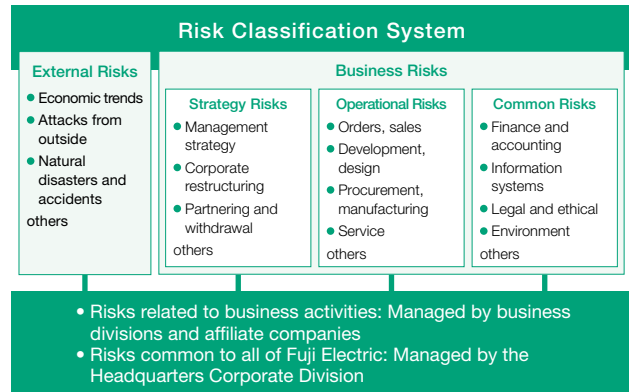 Risk Classification System
External Risks
• Economic trends
• Attacks from
outside
• Natural
disasters and
accidents
others
Business Risks
Strategy Risks
• Management
strategy
• Corporate
restructuring
• Partnering and
withdrawal
others
Operational Risks
• Orders, sales
• Development,
design
• Procurement,
manufacturing
• Service
others
Common Risks
• Finance and
accounting
• Information
systems
• Legal and ethical
• Environment
others
• Risks related to business activities: Managed by business
divisions and affiliate companies
• Risks common to all of Fuji Electric: Managed by the
Headquarters Corporate Division